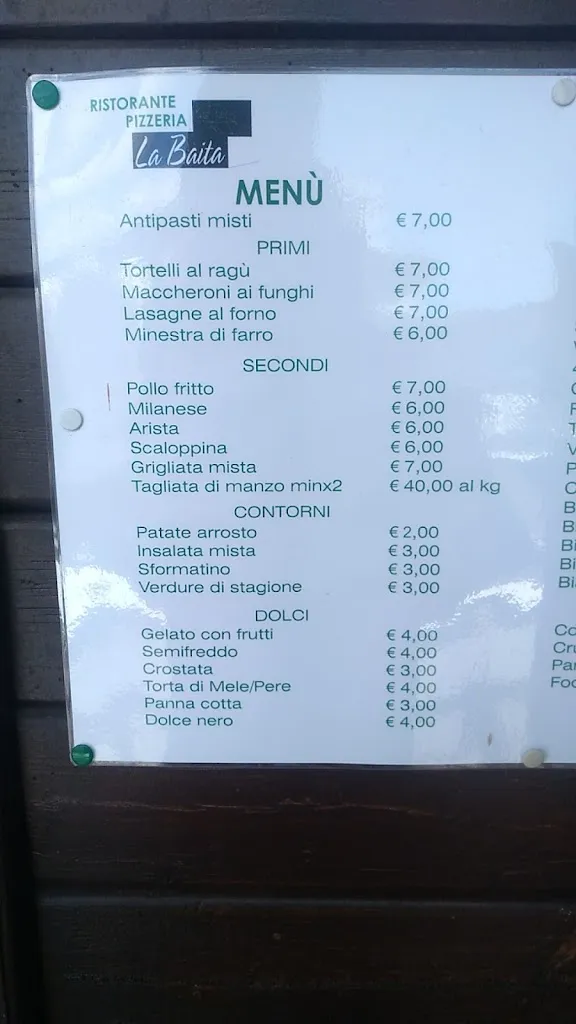 RISTORANTE
PIZZERIA
La Baita
MENÙ
Antipasti misti € 7,00
PRIMI
Tortelli al ragù € 7,00
Maccheroni ai funghi € 7,00
Lasagne al forno € 7,00
Minestra di farro € 6,00
SECONDI
Pollo fritto € 7,00
Milanese € 6,00
Arista € 6,00
Scaloppina € 6,00
Grigliata mista € 7,00
Tagliata di manzo minx2 € 40,00 al kg
CONTORNI
Patate arrosto € 2,00
Insalata mista € 3,00
Sformatino € 3,00
Verdure di stagione € 3,00
DOLCI
Gelato con frutti € 4,00
Semifreddo € 4,00
Crostata € 3,00
Torta di Mele/Pere € 4,00
Panna cotta € 3,00
Dolce nero € 4,00